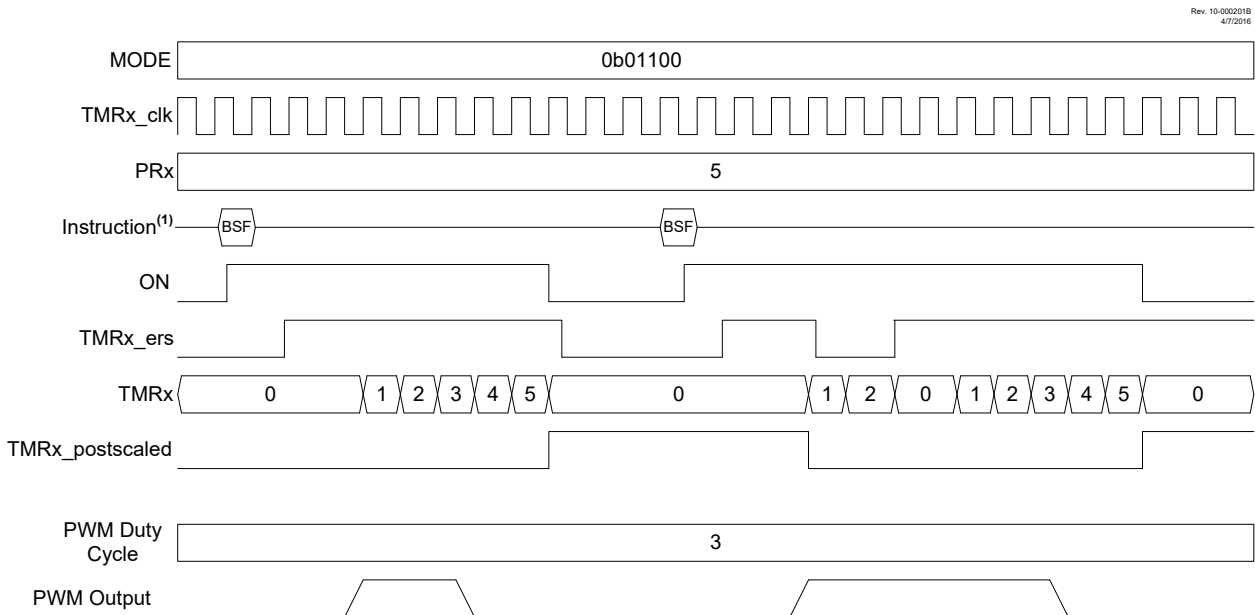 Rev. 10-000201B
4/7/2016
MODE 0b01100
TMRx_clk
PRx 5
Instruction(1) BSF BSF
ON
TMRx_ers
TMRx 0 1 2 3 4 5 0 1 2 0 1 2 3 4 5 0
TMRx_postscaled
PWM Duty
Cycle 3
PWM Output